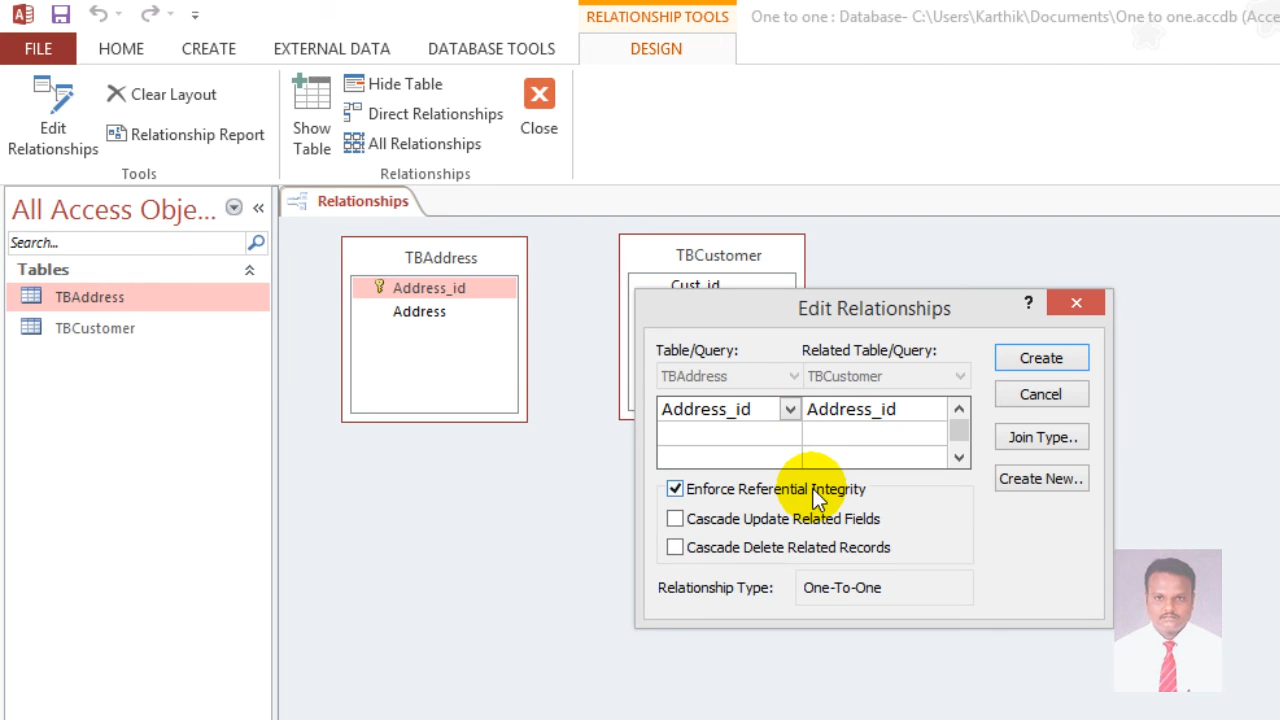 RELATIONSHIP TOOLS
One to one : Database- C:\Users\Karthik\Documents\One to one.accdb (Acce
FILE
HOME
CREATE
EXTERNAL DATA
DATABASE TOOLS
DESIGN
Edit
Relationships
Clear Layout
Relationship Report
Tools
Show
Table
Hide Table
Direct Relationships
All Relationships
Close
Relationships
All Access Obje...
Search...
Tables
TBAddress
TBCustomer
Relationships
TBAddress
Address_id
Address
TBCustomer
Cust_id
Edit Relationships
?
Table/Query:
Related Table/Query:
TBAddress
TBCustomer
Address_id
Address_id
Enforce Referential Integrity
Cascade Update Related Fields
Cascade Delete Related Records
Relationship Type:
One-To-One
Create
Cancel
Join Type..
Create New..